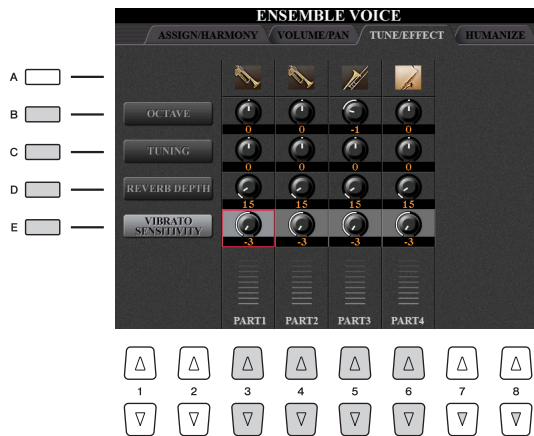 ENSEMBLE VOICE
ASSIGN/HARMONY VOLUME/PAN TUNE/EFFECT HUMANIZE
A
B OCTAVE
0 0 -1 0
C TUNING
0 0 0 0
D REVERB DEPTH
15 15 15 15
E VIBRATO
SENSITIVITY
-3 -3 -3 -3
PART1 PART2 PART3 PART4
1 2 3 4 5 6 7 8